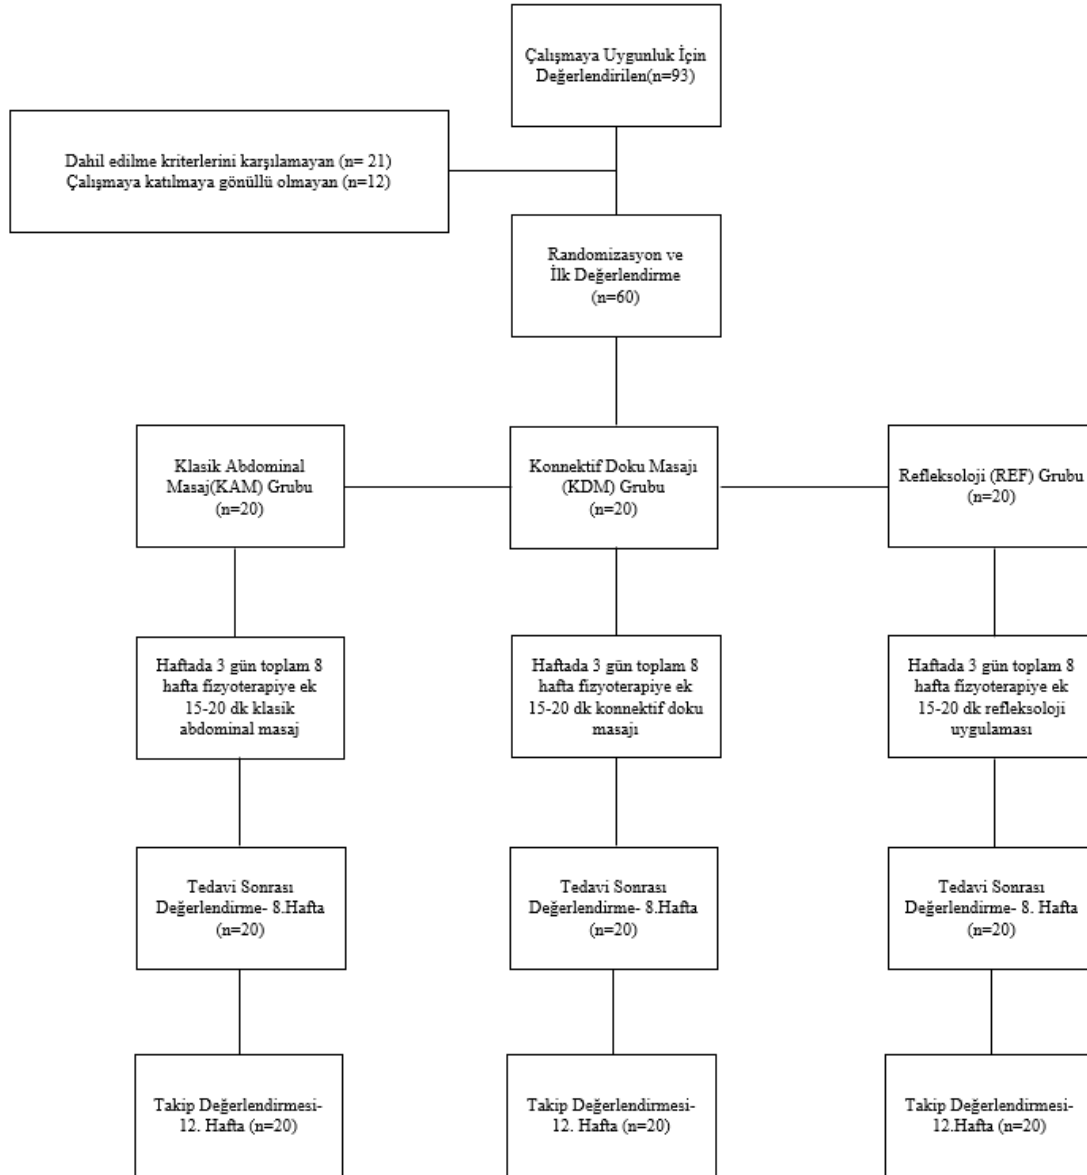 Çalışmaya Uygunluk İçin
Değerlendirilen(n=93)
Dahil edilme kriterlerini karşılamayan (n= 21)
Çalışmaya katılmaya gönüllü olmayan (n=12)
Randomizasyon ve
İlk Değerlendirme
(n=60)
Klasik Abdominal
Masaj(KAM) Grubu
(n=20)
Konnektif Doku Masajı
(KDM) Grubu
(n=20)
Refleksoloji (REF) Grubu
(n=20)
Haftada 3 gün toplam 8
hafta fizyoterapiye ek
15-20 dk klasik
abdominal masaj
Haftada 3 gün toplam 8
hafta fizyoterapiye ek
15-20 dk konnektif doku
masajı
Haftada 3 gün toplam 8
hafta fizyoterapiye ek
15-20 dk refleksoloji
uygulaması
Tedavi Sonrası
Değerlendirme- 8.Hafta
(n=20)
Tedavi Sonrası
Değerlendirme- 8.Hafta
(n=20)
Tedavi Sonrası
Değerlendirme- 8. Hafta
(n=20)
Takip Değerlendirmesi-
12. Hafta (n=20)
Takip Değerlendirmesi-
12. Hafta (n=20)
Takip Değerlendirmesi-
12.Hafta (n=20)